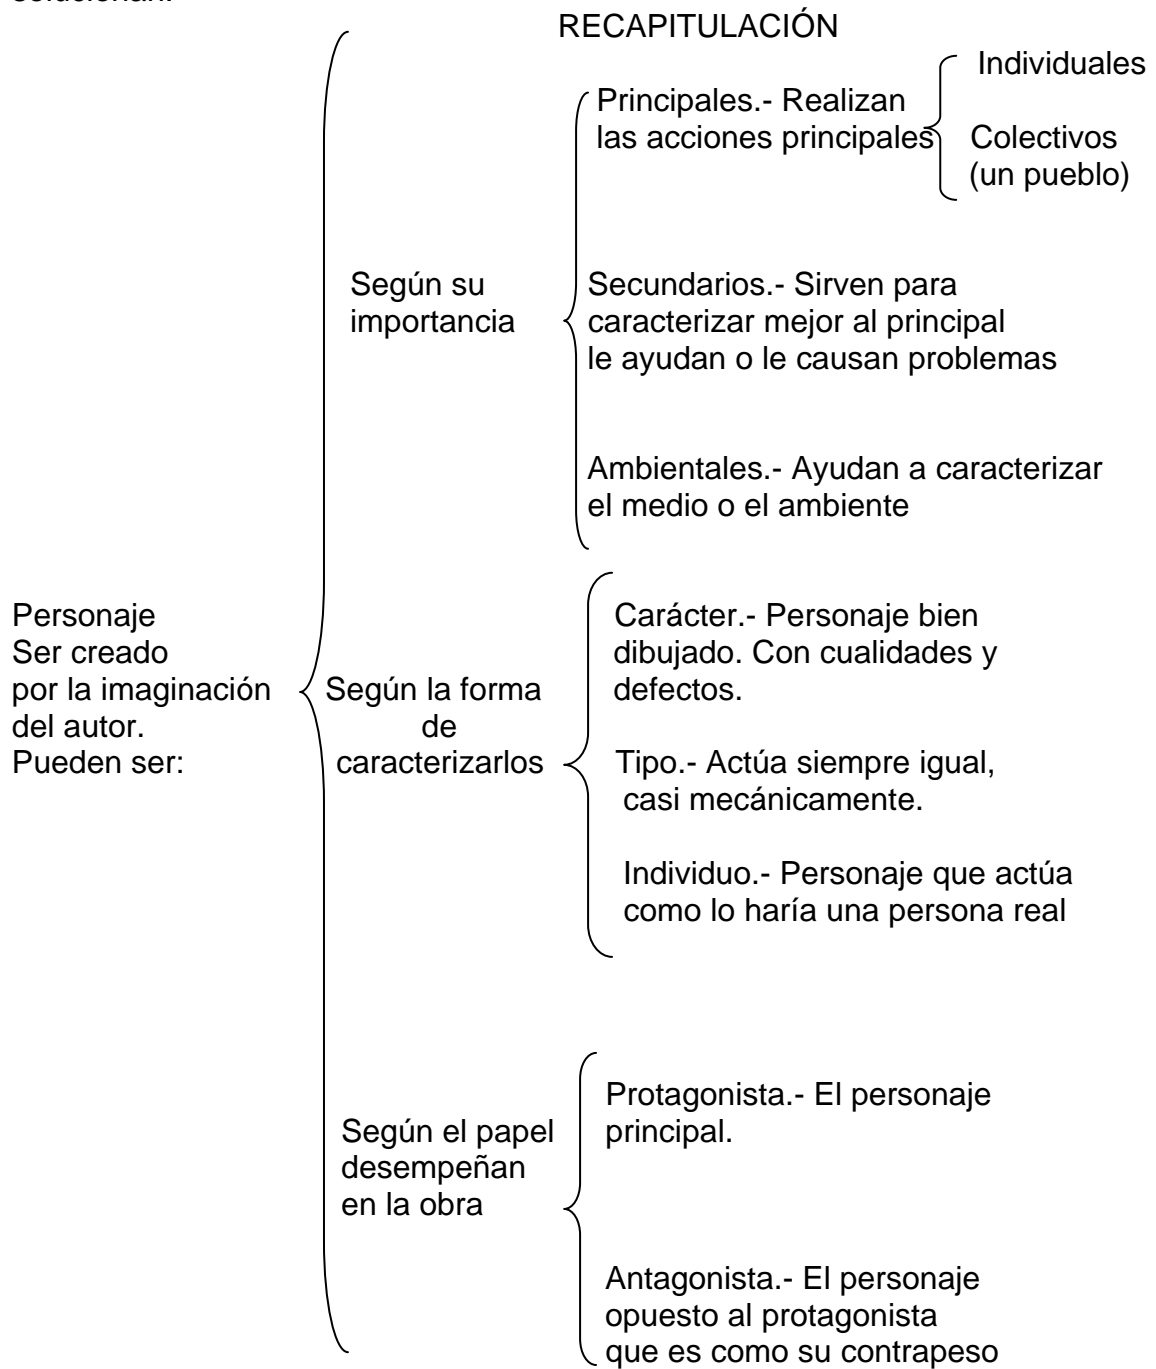 RECAPITULACIÓN
Individuales
Principales.- Realizan
las acciones principales
Colectivos
(un pueblo)
Según su
importancia
Secundarios.- Sirven para
caracterizar mejor al principal
le ayudan o le causan problemas
Ambientales.- Ayudan a caracterizar
el medio o el ambiente
Personaje
Ser creado
por la imaginación
del autor.
Pueden ser:
Según la forma
de
caracterizarlos
Carácter.- Personaje bien
dibujado. Con cualidades y
defectos.
Tipo.- Actúa siempre igual,
casi mecánicamente.
Individuo.- Personaje que actúa
como lo haría una persona real
Según el papel
desempeñan
en la obra
Protagonista.- El personaje
principal.
Antagonista.- El personaje
opuesto al protagonista
que es como su contrapeso